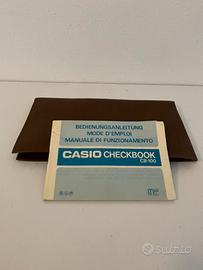 BEDIENUNGSANLEITUNG
MODE D'EMPLOI
MANUALE DI FUNZIONAMENTO
CASIO CHECKBOOK
CB-100
subito